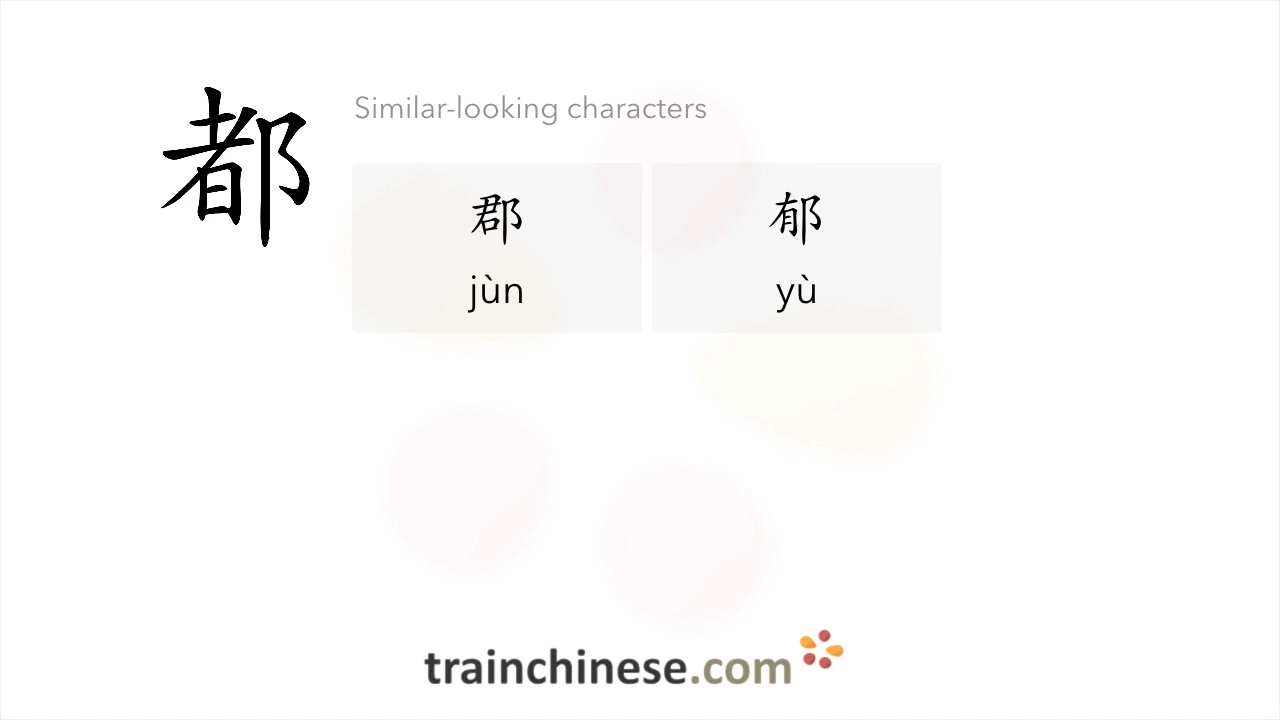 都
Similar-looking characters
郡 郁
jùn yù
trainchinese.com